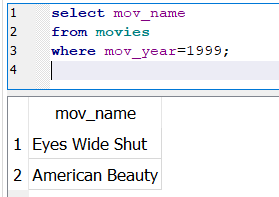 1 select mov_name
2 from movies
3 where mov_year=1999;
4
mov_name
1 Eyes Wide Shut
2 American Beauty